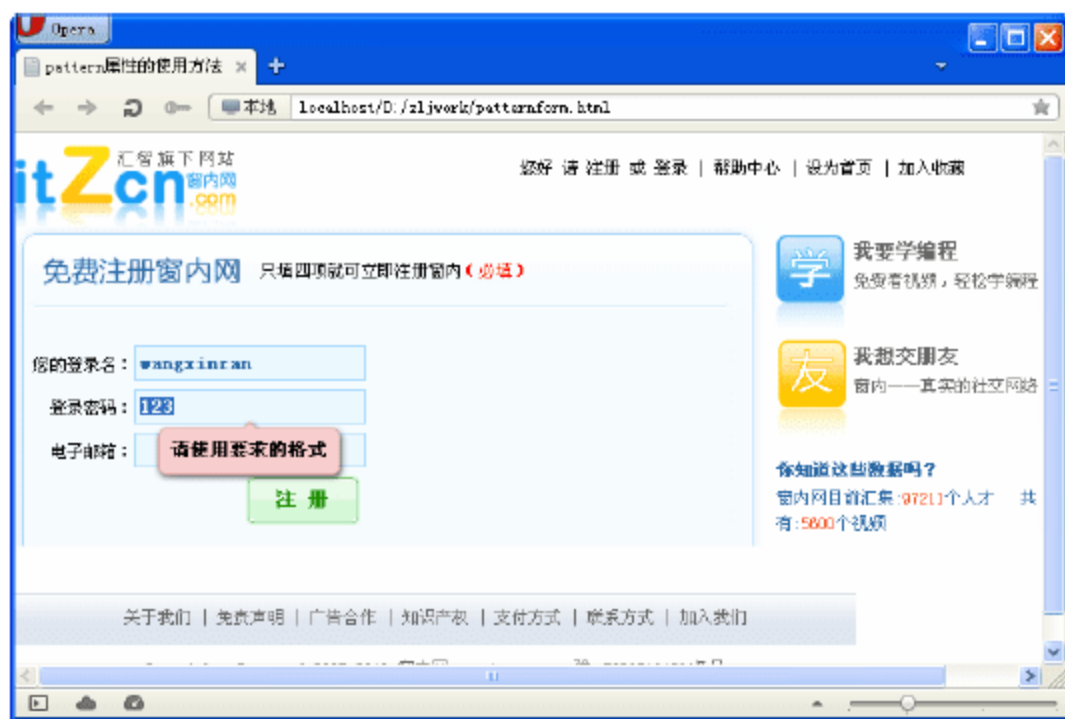 Opera
pattern属性的使用方法
本地 localhost/D:/zljwork/patternform.html
itZcn .com 汇智旗下网站 窗内网
您好 请 注册 或 登录 | 帮助中心 | 设为首页 | 加入收藏
免费注册窗内网 只填四项就可立即注册窗内(必填)
我要学编程
免费看视频，轻松学编程
您的登录名：wangxinran
登录密码：123
电子邮箱：
请使用要求的格式
注 册
我想交朋友
窗内——真实的社交网络
你知道这些数据吗？
窗内网目前汇集:97211个人才 共
有:5600个视频
关于我们 | 免责声明 | 广告合作 | 知识产权 | 支付方式 | 联系方式 | 加入我们